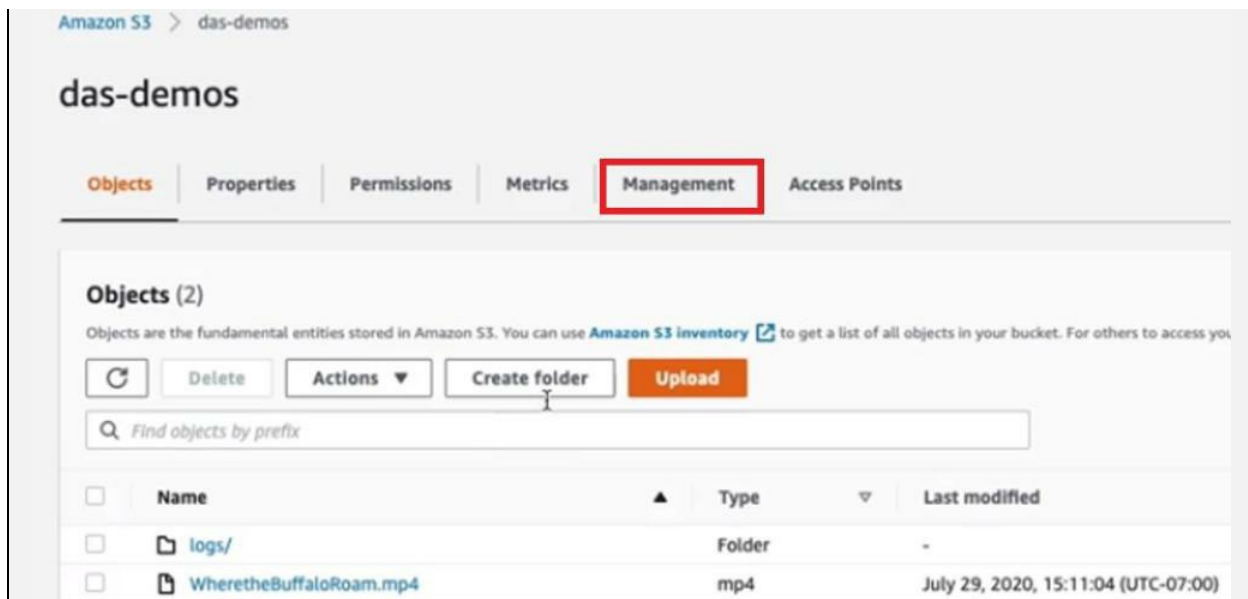 Amazon S3 > das-demos
das-demos
Objects Properties Permissions Metrics Management Access Points
Objects (2)
Objects are the fundamental entities stored in Amazon S3. You can use Amazon S3 inventory to get a list of all objects in your bucket. For others to access you
Delete Actions ▼ Create folder Upload
Find objects by prefix
Name ▲ Type ▽ Last modified
logs/ Folder -
WheretheBuffaloRoam.mp4 mp4 July 29, 2020, 15:11:04 (UTC-07:00)